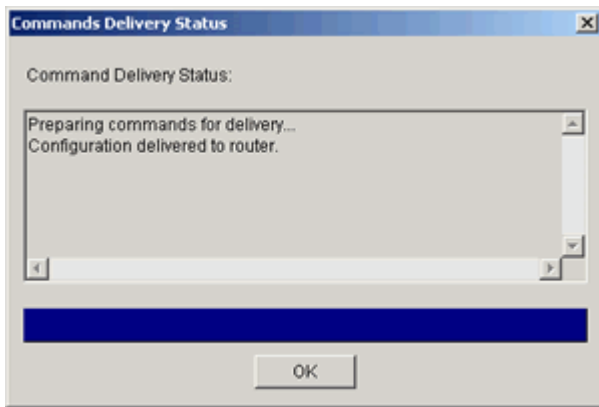 Commands Delivery Status
Command Delivery Status:
Preparing commands for delivery...
Configuration delivered to router.
OK